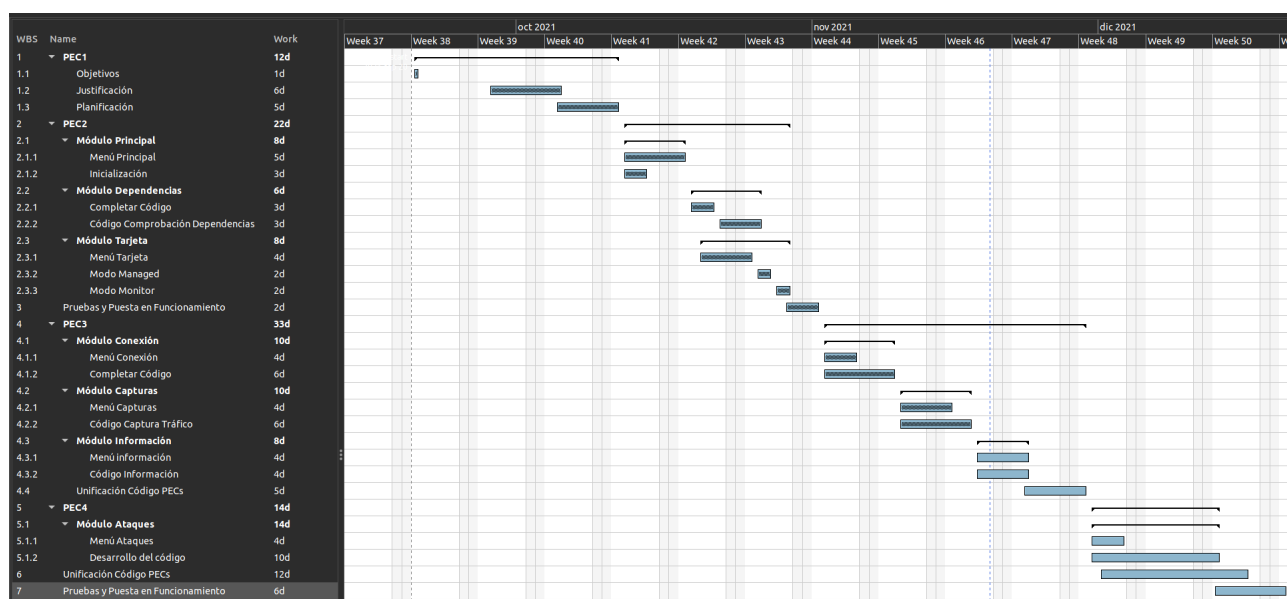 oct 2021 nov 2021 dic 2021
WBS Name Work Week 37 Week 38 Week 39 Week 40 Week 41 Week 42 Week 43 Week 44 Week 45 Week 46 Week 47 Week 48 Week 49 Week 50
1 PEC1 12d
1.1 Objetivos 1d
1.2 Justificación 6d
1.3 Planificación 5d
2 PEC2 22d
2.1 Módulo Principal 8d
2.1.1 Menú Principal 5d
2.1.2 Inicialización 3d
2.2 Módulo Dependencias 6d
2.2.1 Completar Código 3d
2.2.2 Código Comprobación Dependencias 3d
2.3 Módulo Tarjeta 8d
2.3.1 Menú Tarjeta 4d
2.3.2 Modo Managed 2d
2.3.3 Modo Monitor 2d
3 Pruebas y Puesta en Funcionamiento 2d
4 PEC3 33d
4.1 Módulo Conexión 10d
4.1.1 Menú Conexión 4d
4.1.2 Completar Código 6d
4.2 Módulo Capturas 10d
4.2.1 Menú Capturas 4d
4.2.2 Código Captura Tráfico 6d
4.3 Módulo Información 8d
4.3.1 Menú información 4d
4.3.2 Código Información 4d
4.4 Unificación Código PECs 5d
5 PEC4 14d
5.1 Módulo Ataques 14d
5.1.1 Menú Ataques 4d
5.1.2 Desarrollo del código 10d
6 Unificación Código PECs 12d
7 Pruebas y Puesta en Funcionamiento 6d